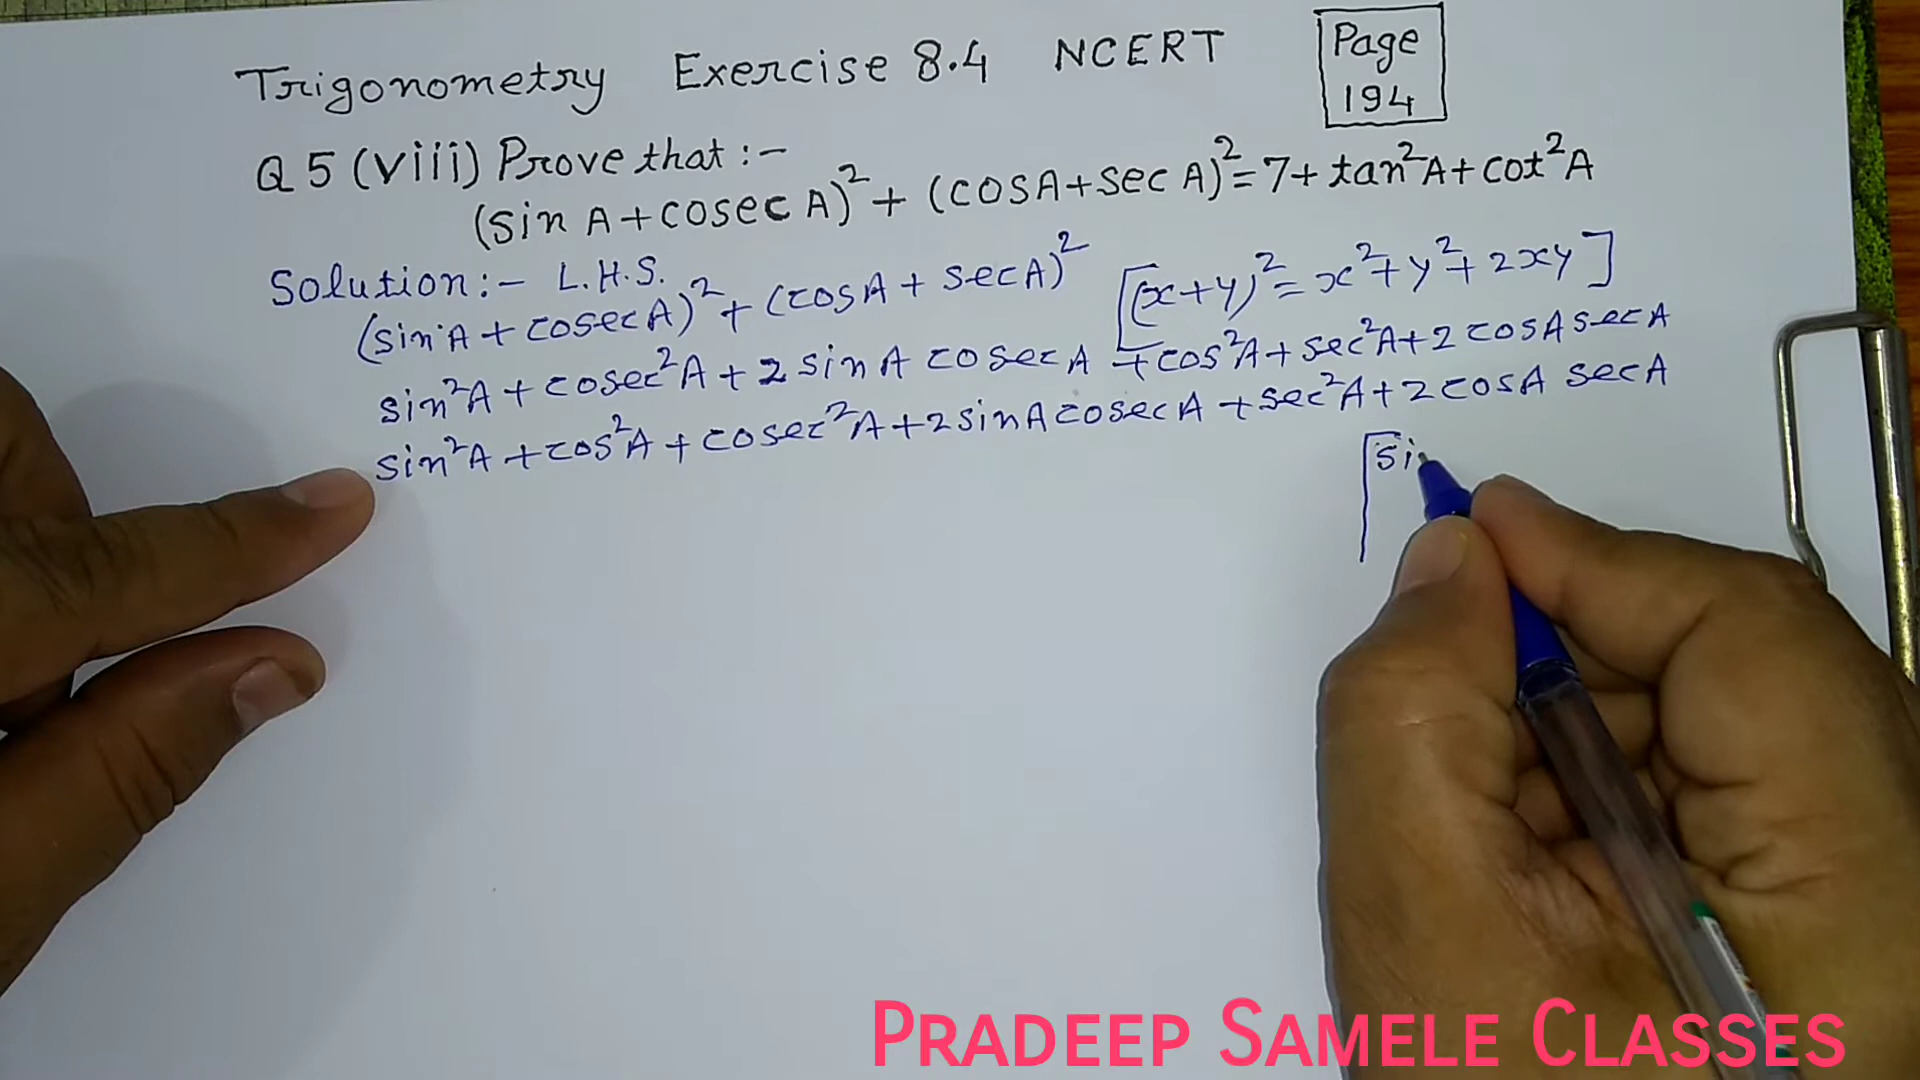 Trigonometry Exercise 8.4 NCERT
Page
194
Q 5 (viii) Prove that :-
(sin A + cosec A)² + (cos A + sec A)² = 7 + tan²A + cot²A
Solution :- L.H.S.
(sin A + cosec A)² + (cos A + sec A)² [(x+y)² = x² + y² + 2xy]
sin²A + cosec²A + 2 sin A cosec A + cos²A + sec²A + 2 cos A sec A
sin²A + cos²A + cosec²A + 2 sin A cosec A + sec²A + 2 cos A sec A
[si
PRADEEP SAMELE CLASSES